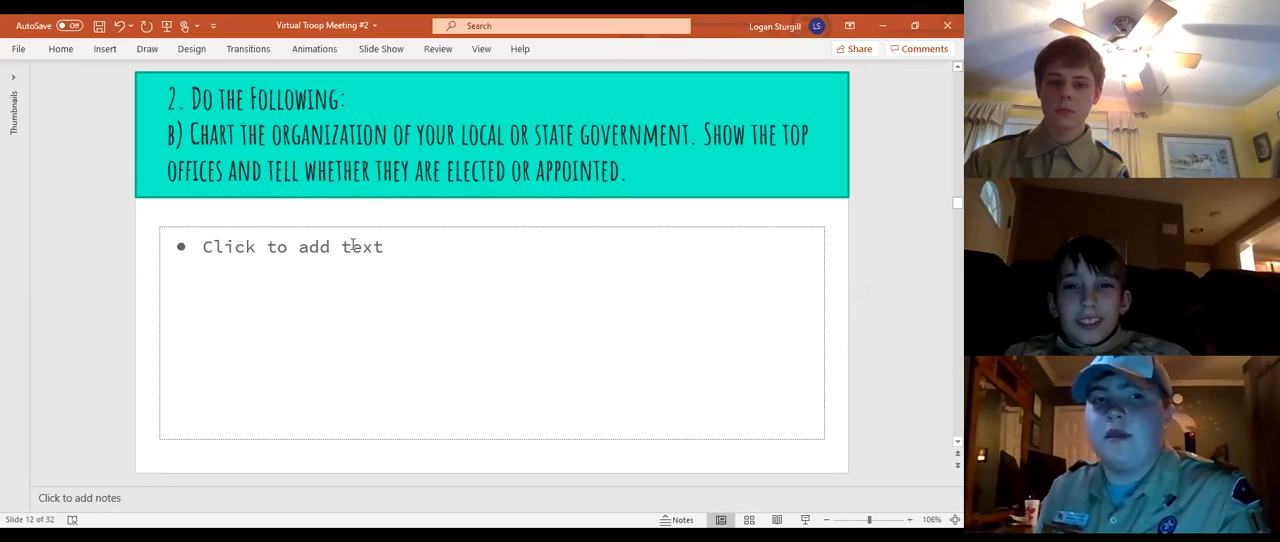 AutoSave Off Virtual Troop Meeting #2 Search Logan Sturgill LS
File Home Insert Draw Design Transitions Animations Slide Show Review View Help Share Comments
Thumbnails
2. Do the Following:
B) Chart the organization of your local or state government. Show the top
offices and tell whether they are elected or appointed.
Click to add text
Click to add notes
Slide 12 of 32 Notes 106%